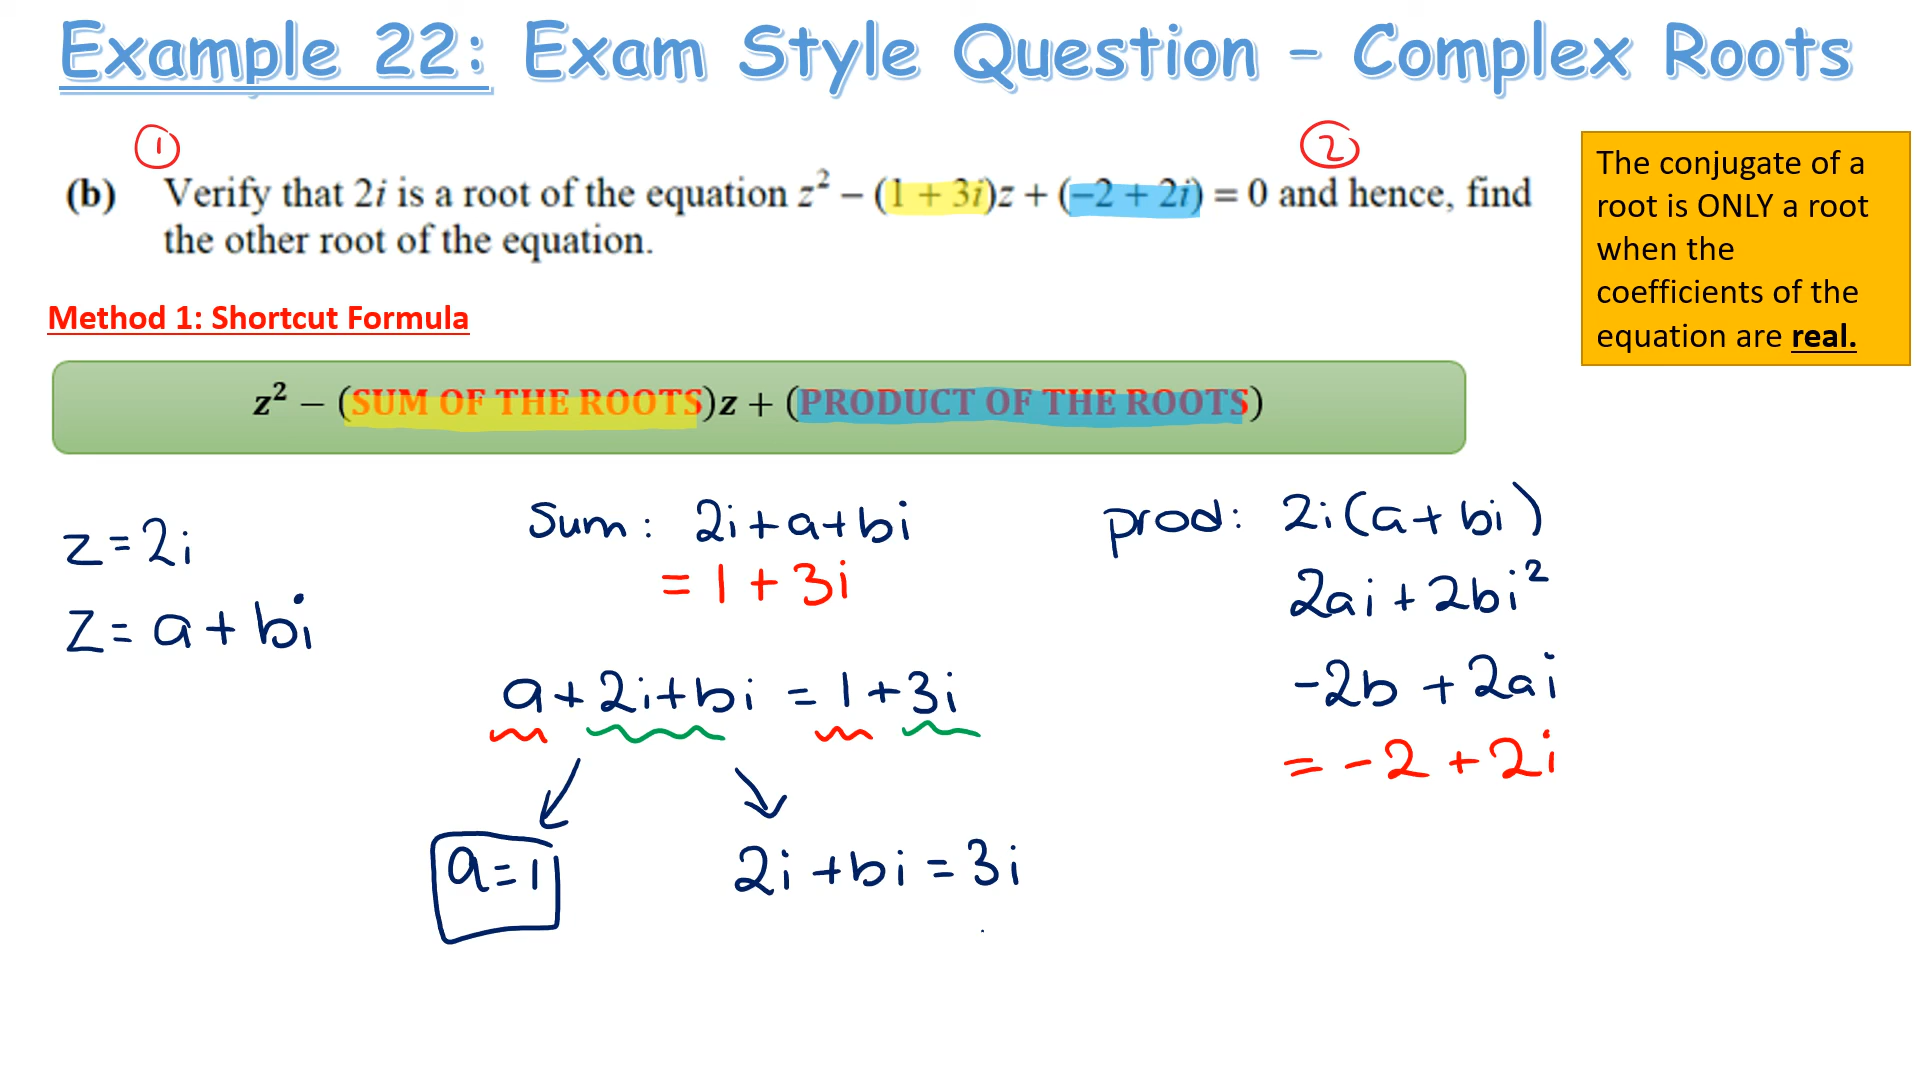 Example 22: Exam Style Question – Complex Roots
1
2
(b) Verify that 2i is a root of the equation z² − (1 + 3i)z + (−2 + 2i) = 0 and hence, find
the other root of the equation.
The conjugate of a
root is ONLY a root
when the
coefficients of the
equation are real.
Method 1: Shortcut Formula
z² − (SUM OF THE ROOTS)z + (PRODUCT OF THE ROOTS)
z = 2i
z = a + bi
Sum: 2i + a + bi
= 1 + 3i
a + 2i + bi = 1 + 3i
a = 1
2i + bi = 3i
prod: 2i(a + bi)
2ai + 2bi²
-2b + 2ai
= -2 + 2i